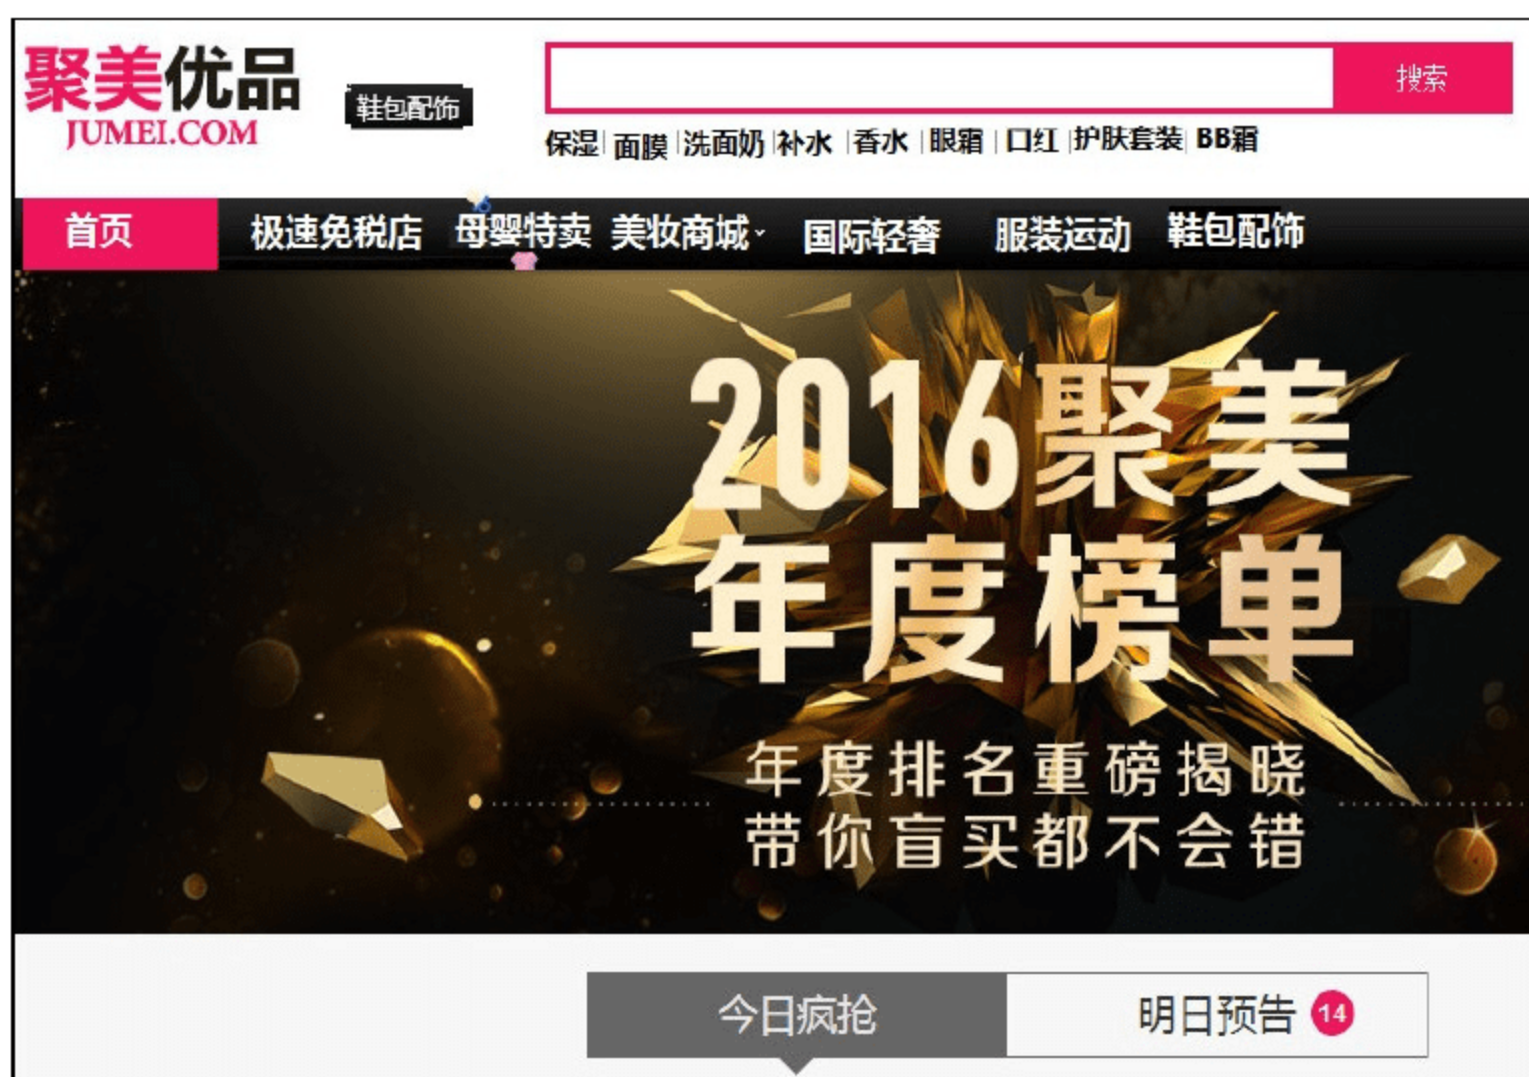 聚美优品
JUMEI.COM
鞋包配饰
搜索
保湿 | 面膜 | 洗面奶 | 补水 | 香水 | 眼霜 | 口红 | 护肤套装 | BB霜
首页 极速免税店 母婴特卖 美妆商城 国际轻奢 服装运动 鞋包配饰
2016聚美
年度榜单
年度排名重磅揭晓
带你盲买都不会错
今日疯抢 明日预告 14